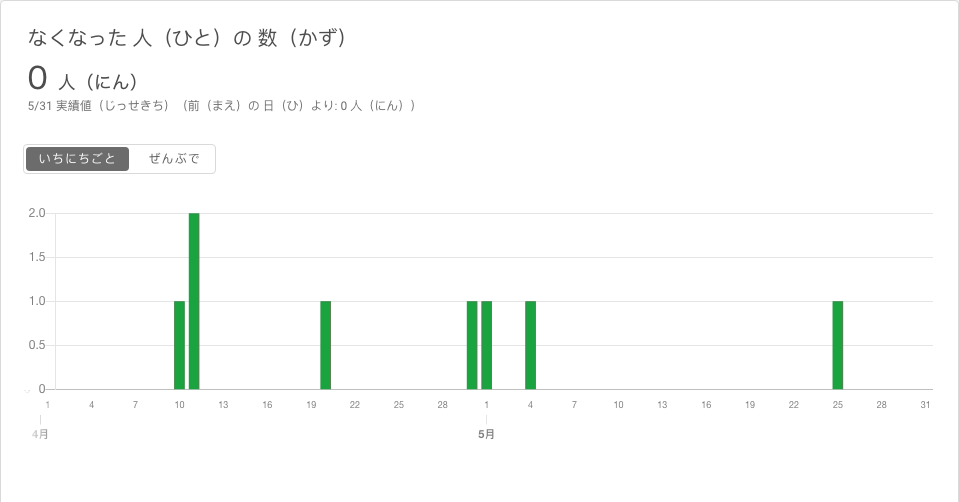 なくなった 人（ひと）の 数（かず）
0 人（にん）
5/31 実績値（じっせきち）（前（まえ）の 日（ひ）より: 0 人（にん））
いちにちごと ぜんぶで
2.0
1.5
1.0
0.5
0
1 4 7 10 13 16 19 22 25 28 1 4 7 10 13 16 19 22 25 28 31
4月 5月